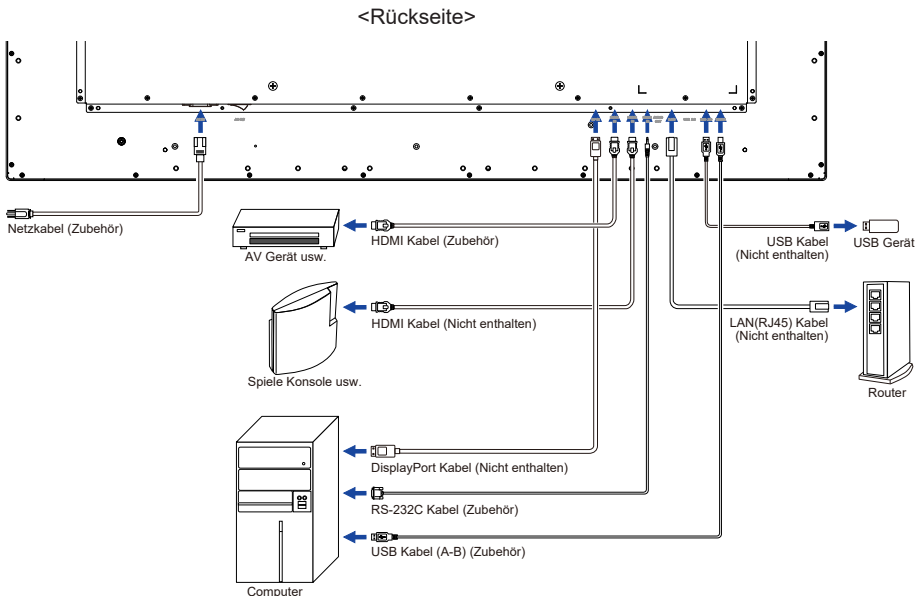 <Rückseite>
Netzkabel (Zubehör)
AV Gerät usw.
HDMI Kabel (Zubehör)
USB Kabel
(Nicht enthalten)
USB Gerät
Spiele Konsole usw.
HDMI Kabel (Nicht enthalten)
LAN(RJ45) Kabel
(Nicht enthalten)
Router
DisplayPort Kabel (Nicht enthalten)
RS-232C Kabel (Zubehör)
USB Kabel (A-B) (Zubehör)
Computer